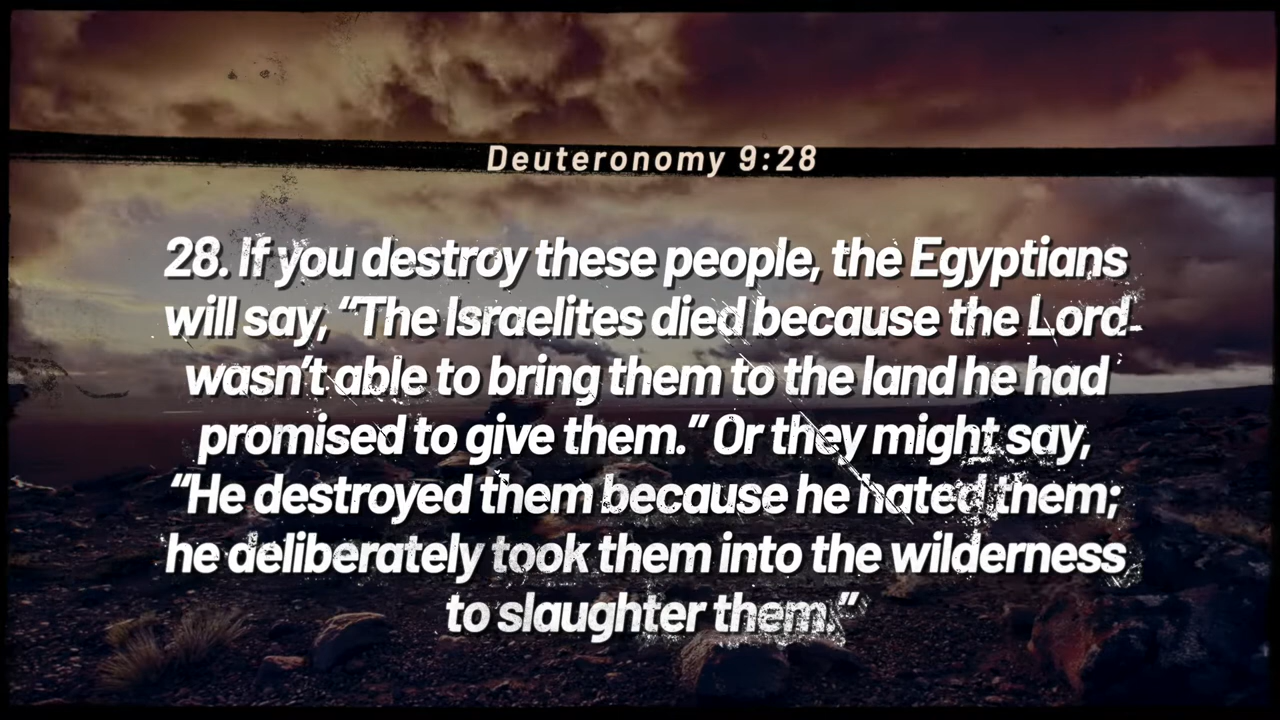 Deuteronomy 9:28
28. If you destroy these people, the Egyptians
will say, “The Israelites died because the Lord
wasn’t able to bring them to the land he had
promised to give them.” Or they might say,
“He destroyed them because he hated them;
he deliberately took them into the wilderness
to slaughter them.”